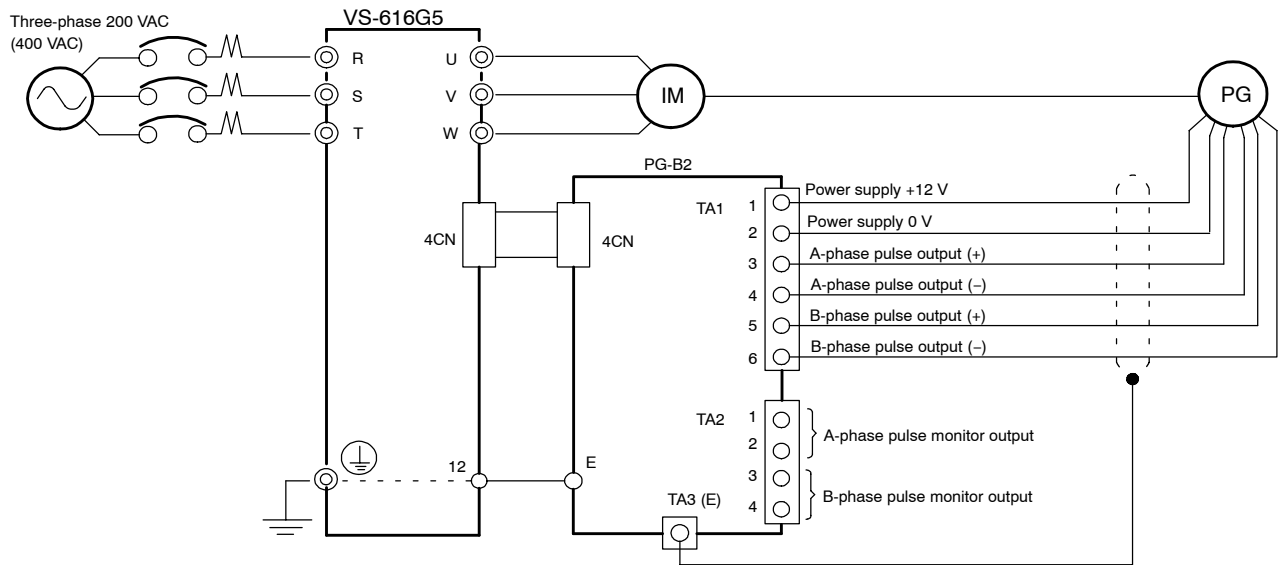 Three-phase 200 VAC
(400 VAC)
VS-616G5
R
S
T
U
V
W
IM
PG
PG-B2
4CN
4CN
TA1
1
2
3
4
5
6
Power supply +12 V
Power supply 0 V
A-phase pulse output (+)
A-phase pulse output (−)
B-phase pulse output (+)
B-phase pulse output (−)
TA2
1
2
3
4
A-phase pulse monitor output
B-phase pulse monitor output
12
E
TA3 (E)